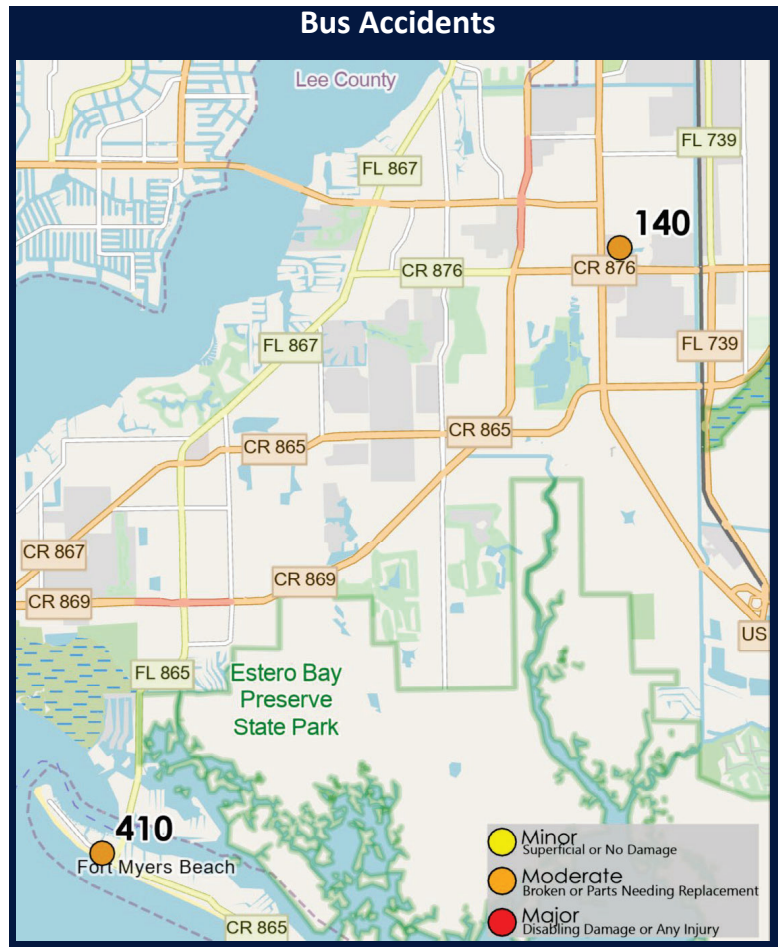 Bus Accidents
Lee County
FL 739
FL 867
140
CR 876
CR 876
FL 867
FL 739
CR 865
CR 865
CR 867
CR 869
CR 869
US
FL 865
Estero Bay
Preserve
State Park
410
Fort Myers Beach
CR 865
Minor
Superficial or No Damage
Moderate
Broken or Parts Needing Replacement
Major
Disabling Damage or Any Injury